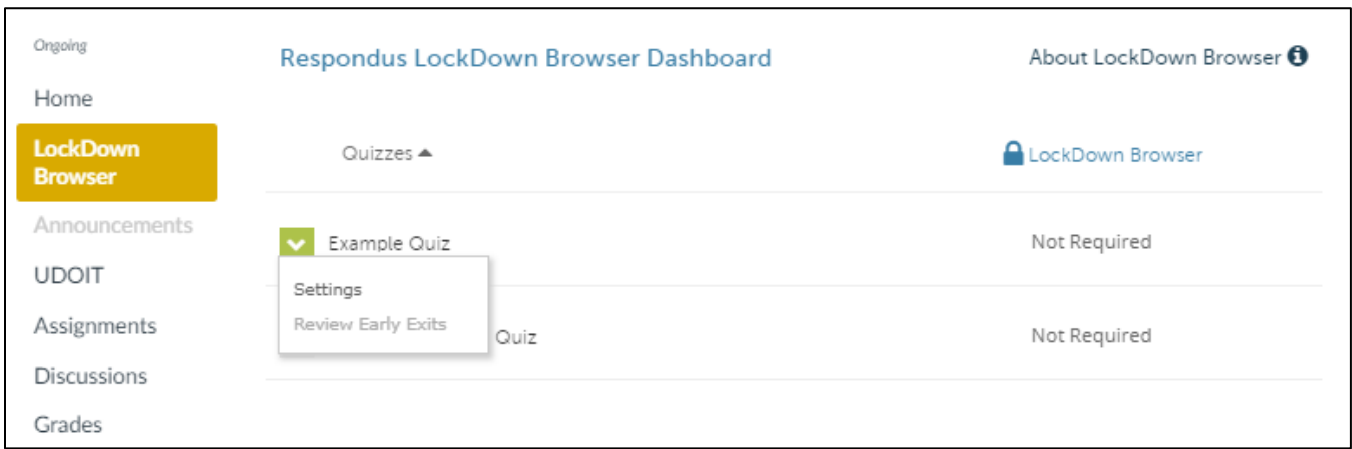 Ongoing
Home
LockDown
Browser
Announcements
UDOIT
Assignments
Discussions
Grades
Respondus LockDown Browser Dashboard
About LockDown Browser
Quizzes
LockDown Browser
Example Quiz
Not Required
Settings
Review Early Exits
Quiz
Not Required